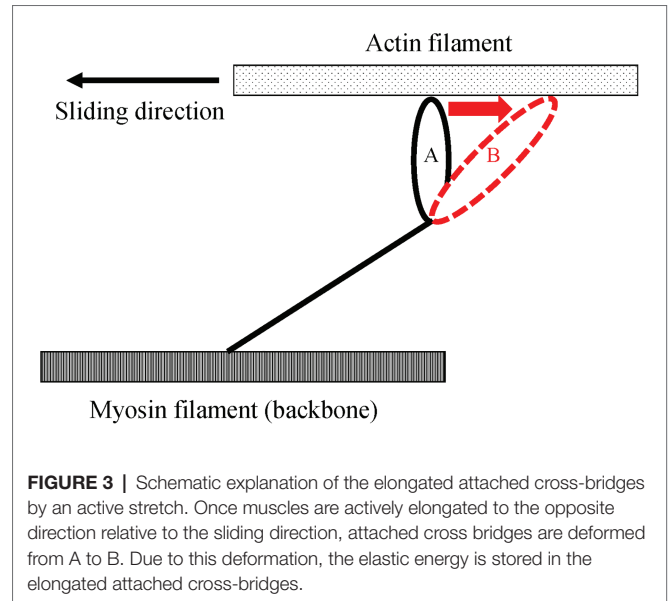 Actin filament
Sliding direction
A
B
Myosin filament (backbone)
FIGURE 3 | Schematic explanation of the elongated attached cross-bridges
by an active stretch. Once muscles are actively elongated to the opposite
direction relative to the sliding direction, attached cross bridges are deformed
from A to B. Due to this deformation, the elastic energy is stored in the
elongated attached cross-bridges.